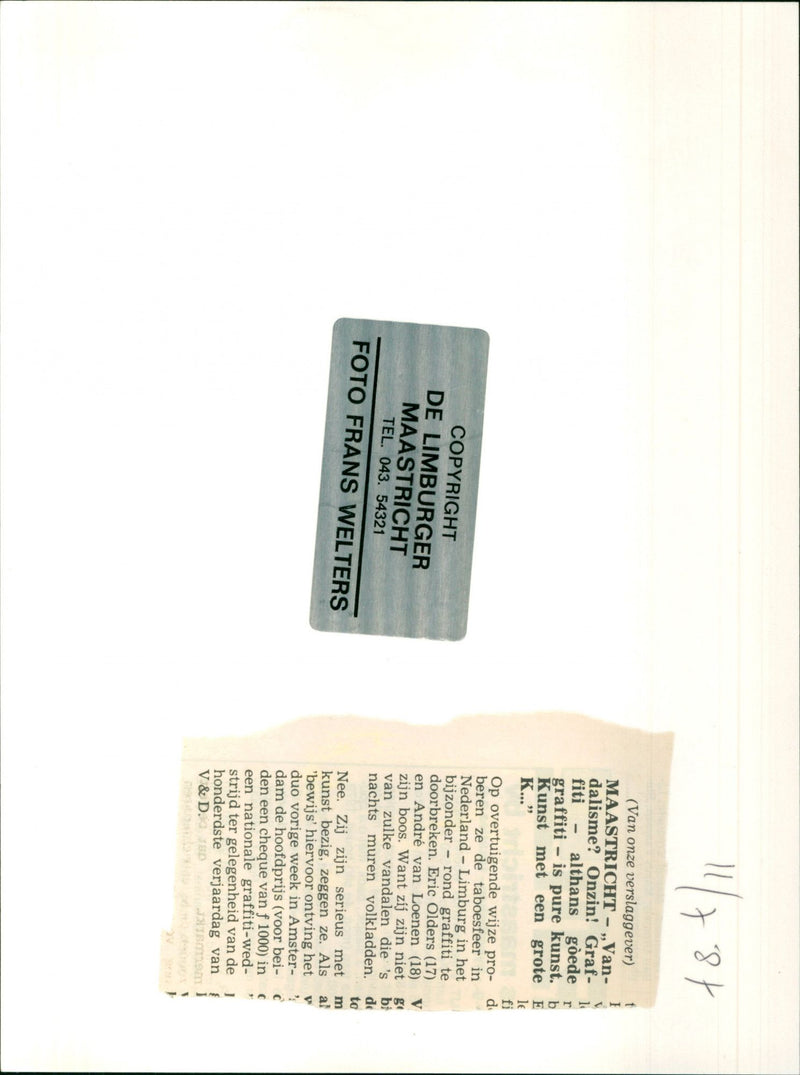 COPYRIGHT
DE LIMBURGER
MAASTRICHT
TEL. 043. 54321
FOTO FRANS WELTERS
(Van onze verslaggever)
MAASTRICHT – „Van-
dalisme? Onzin! Graf-
fiti – althans gòede
graffiti – is pure kunst.
Kunst met een grote
K...”
Op overtuigende wijze pro-
beren ze de taboesfeer in
Nederland – Limburg in het
bijzonder – rond graffiti te
doorbreken. Eric Olders (17)
en André van Loenen (18)
zijn boos. Want zij zijn niet
van zulke vandalen die 's
nachts muren volkladden.
Nee. Zij zijn serieus met
kunst bezig, zeggen ze. Als
'bewijs' hiervoor ontving het
duo vorige week in Amster-
dam de hoofdprijs (voor bei-
den een cheque van ƒ 1000) in
een nationale graffiti-wed-
strijd ter gelegenheid van de
honderdste verjaardag van
V & D.